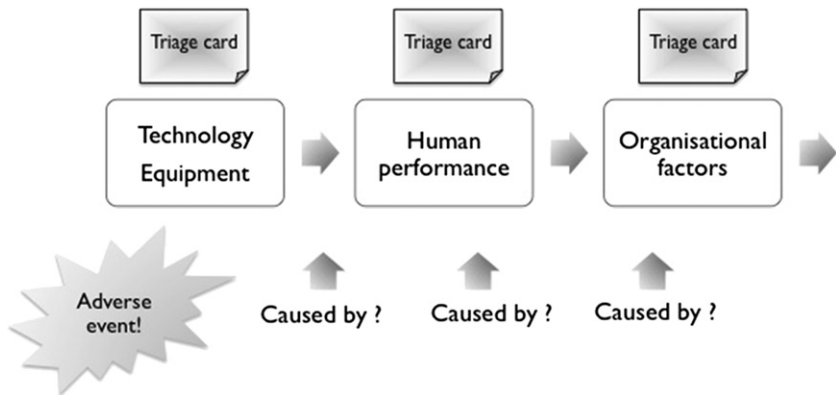 Triage card
Triage card
Triage card
Technology
Equipment
Human
performance
Organisational
factors
Adverse
event!
Caused by ?
Caused by ?
Caused by ?